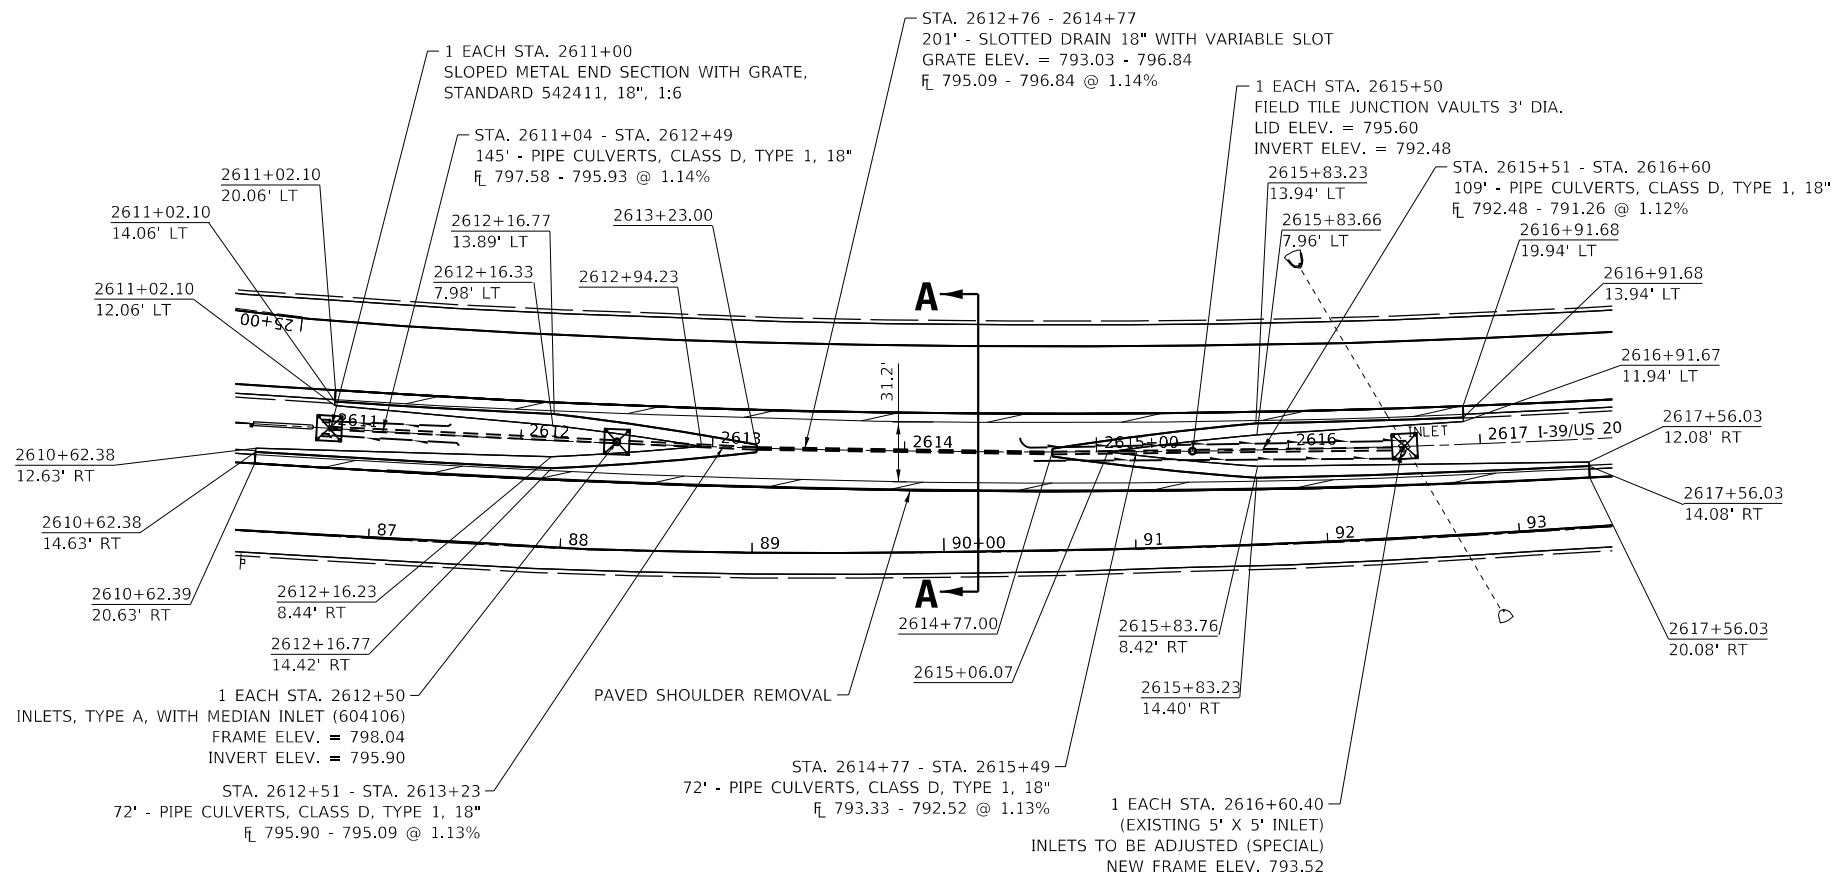 STA. 2612+76 - 2614+77
201' - SLOTTED DRAIN 18" WITH VARIABLE SLOT
GRATE ELEV. = 793.03 - 796.84
FL 795.09 - 796.84 @ 1.14%
1 EACH STA. 2611+00
SLOPED METAL END SECTION WITH GRATE,
STANDARD 542411, 18", 1:6
1 EACH STA. 2615+50
FIELD TILE JUNCTION VAULTS 3' DIA.
LID ELEV. = 795.60
INVERT ELEV. = 792.48
STA. 2611+04 - STA. 2612+49
145' - PIPE CULVERTS, CLASS D, TYPE 1, 18"
FL 797.58 - 795.93 @ 1.14%
STA. 2615+51 - STA. 2616+60
109' - PIPE CULVERTS, CLASS D, TYPE 1, 18"
FL 792.48 - 791.26 @ 1.12%
2611+02.10
20.06' LT
2611+02.10
14.06' LT
2611+02.10
12.06' LT
2612+16.77
13.89' LT
2612+16.33
7.98' LT
2613+23.00
2612+94.23
2615+83.23
13.94' LT
2615+83.66
7.96' LT
2616+91.68
19.94' LT
2616+91.68
13.94' LT
2616+91.67
11.94' LT
2617+56.03
12.08' RT
2617+56.03
14.08' RT
2617+56.03
20.08' RT
A
125+00
31.2'
2611
2612
2613
2614
2615+00
2616
INLET
2617 I-39/US 20
87
88
89
90+00
91
92
93
P
A
2610+62.38
12.63' RT
2610+62.38
14.63' RT
2610+62.39
20.63' RT
2612+16.23
8.44' RT
2612+16.77
14.42' RT
2614+77.00
2615+06.07
2615+83.76
8.42' RT
2615+83.23
14.40' RT
PAVED SHOULDER REMOVAL
1 EACH STA. 2612+50
INLETS, TYPE A, WITH MEDIAN INLET (604106)
FRAME ELEV. = 798.04
INVERT ELEV. = 795.90
STA. 2612+51 - STA. 2613+23
72' - PIPE CULVERTS, CLASS D, TYPE 1, 18"
FL 795.90 - 795.09 @ 1.13%
STA. 2614+77 - STA. 2615+49
72' - PIPE CULVERTS, CLASS D, TYPE 1, 18"
FL 793.33 - 792.52 @ 1.13%
1 EACH STA. 2616+60.40
(EXISTING 5' X 5' INLET)
INLETS TO BE ADJUSTED (SPECIAL)
NEW FRAME ELEV. 793.52